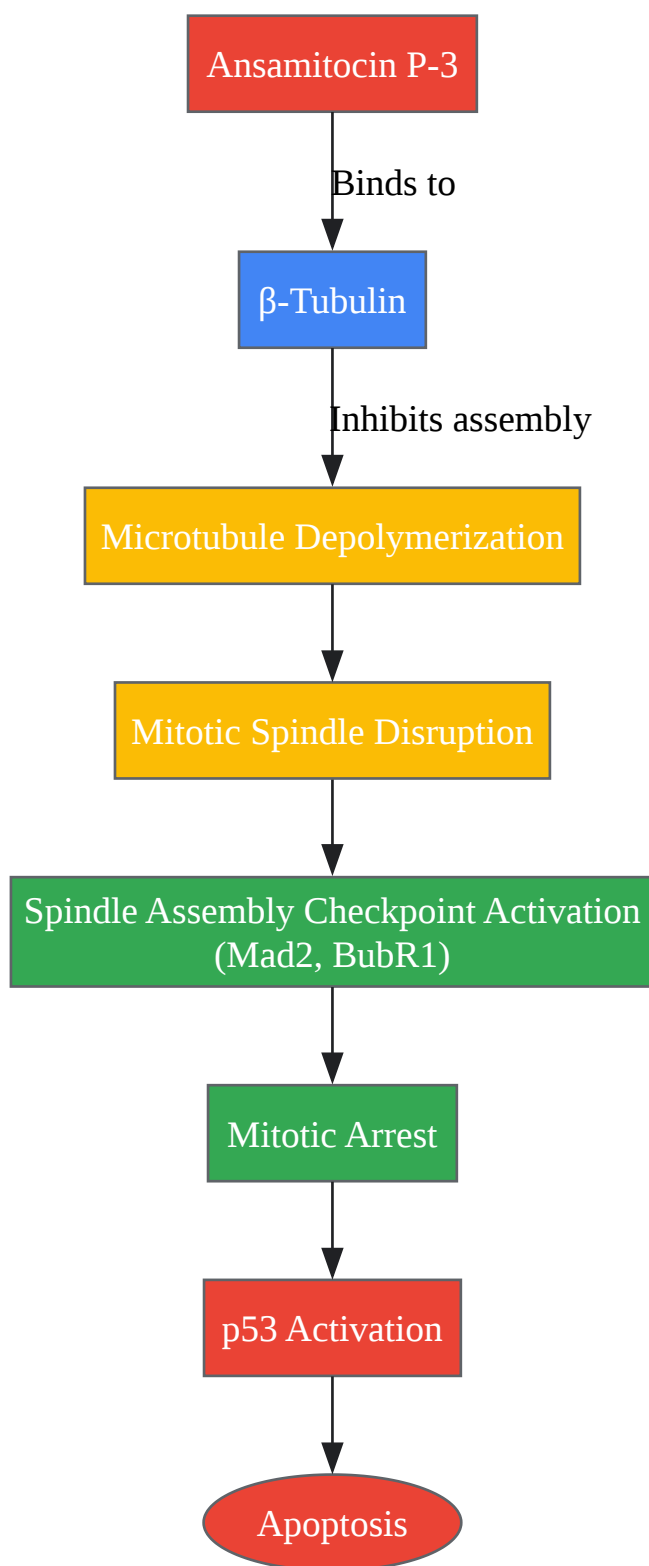 Ansamitocin P-3
Binds to
β-Tubulin
Inhibits assembly
Microtubule Depolymerization
Mitotic Spindle Disruption
Spindle Assembly Checkpoint Activation
(Mad2, BubR1)
Mitotic Arrest
p53 Activation
Apoptosis